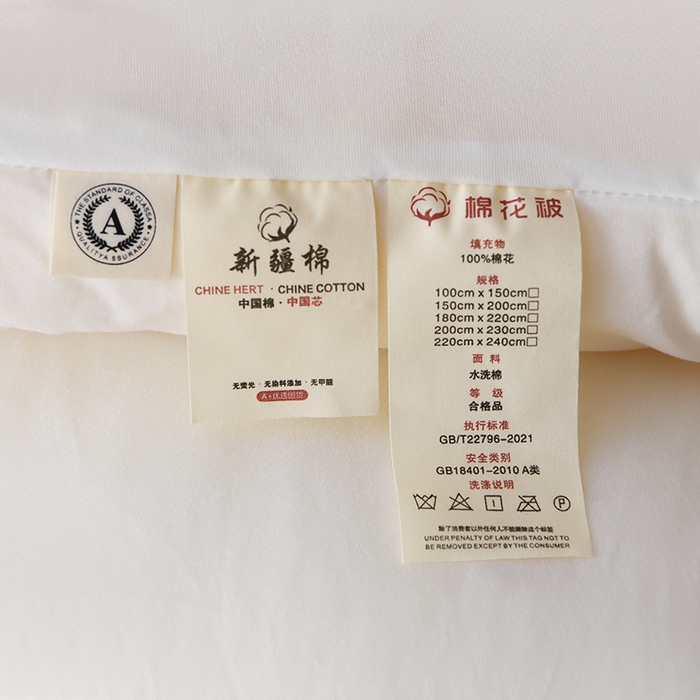 THE STANDARD OF CLASSA
A
QUALITYA SSURANCE
新疆棉
CHINE HERT · CHINE COTTON
中国棉·中国芯
无荧光·无染料添加·无甲醛
A+优选国货
棉花被
填充物
100%棉花
规格
100cm x 150cm□
150cm x 200cm□
180cm x 220cm□
200cm x 230cm□
220cm x 240cm□
面料
水洗棉
等级
合格品
执行标准
GB/T22796-2021
安全类别
GB18401-2010 A类
洗涤说明
P
除了消费者以外任何人不能撕除这个标签
UNDER PENALTY OF LAW THIS TAG NOT TO
BE REMOVED EXCEPT BY THE CONSUMER